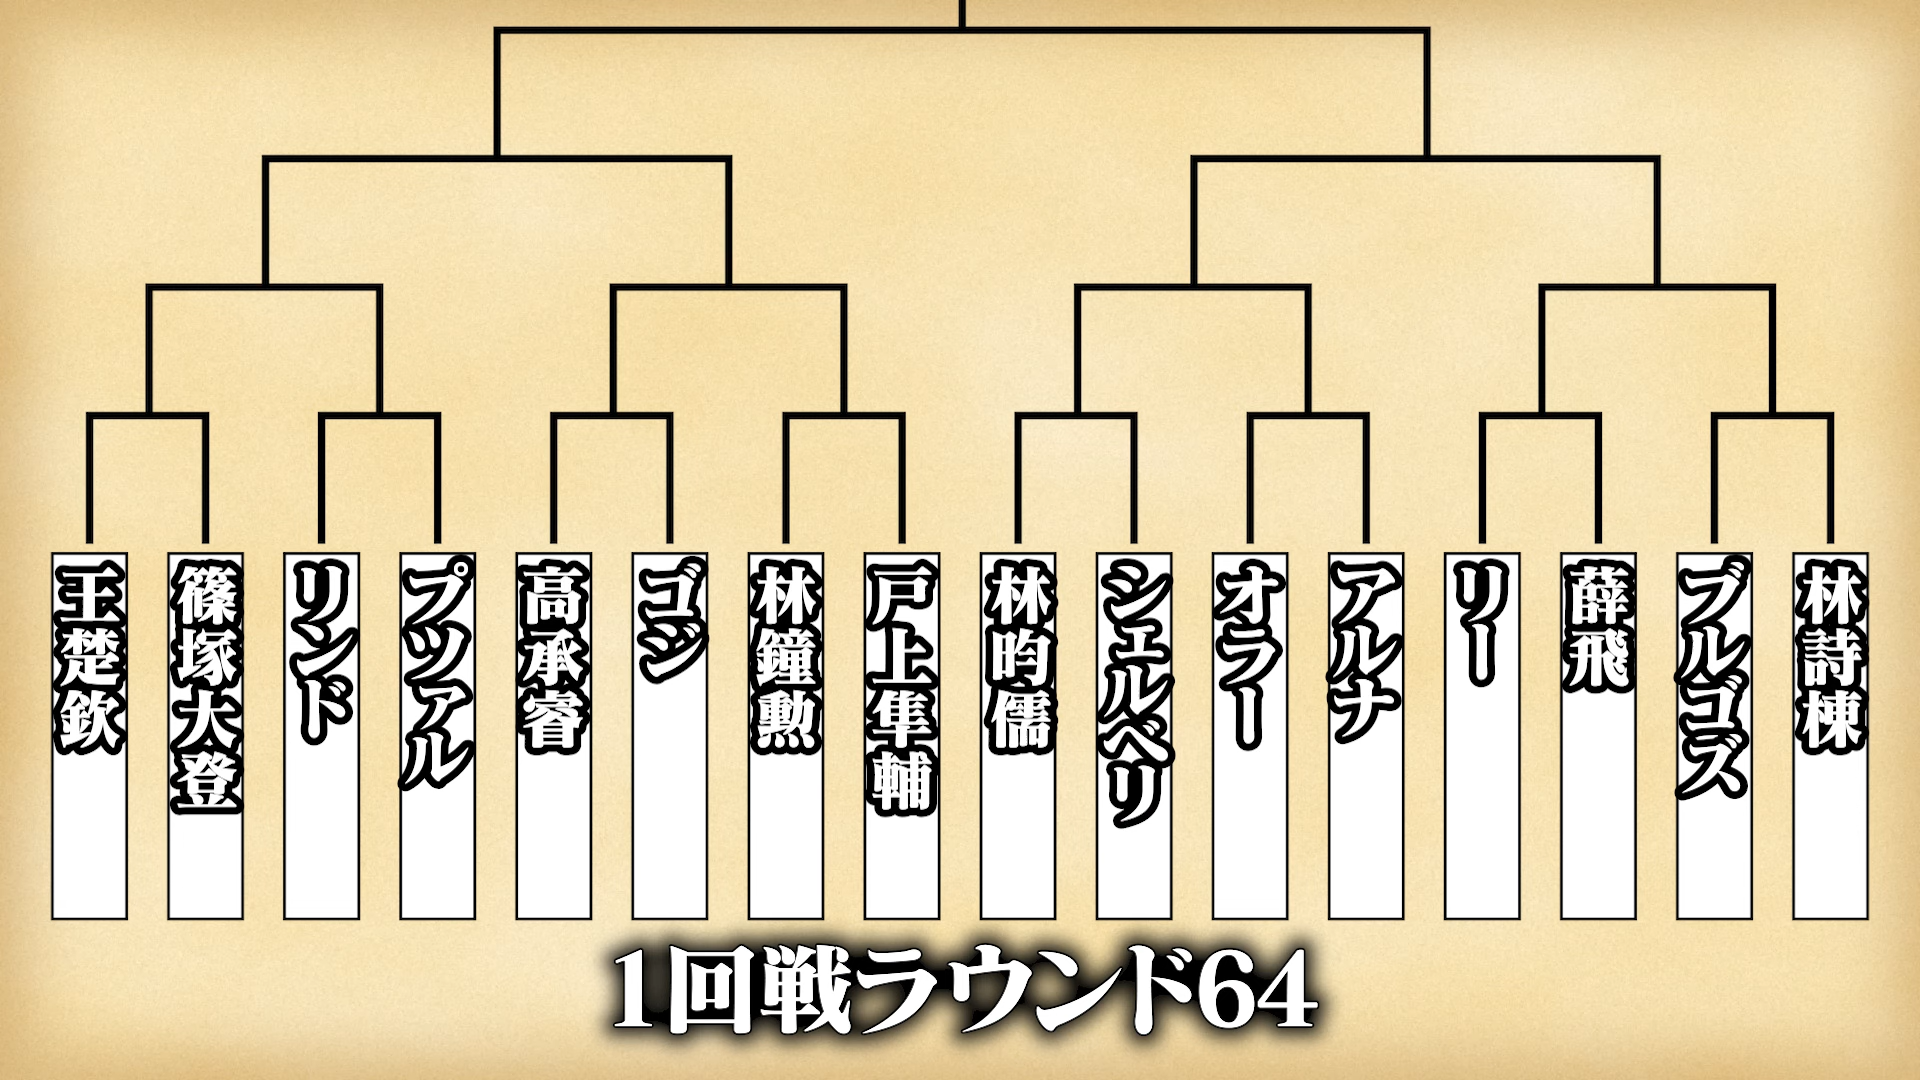 王楚欽
篠塚大登
リンド
プツァル
高承睿
ゴジ
林鐘勲
戸上隼輔
林昀儒
シェルベリ
オラー
アルナ
リー
薛飛
ブルゴズ
林詩棟
1回戦ラウンド64